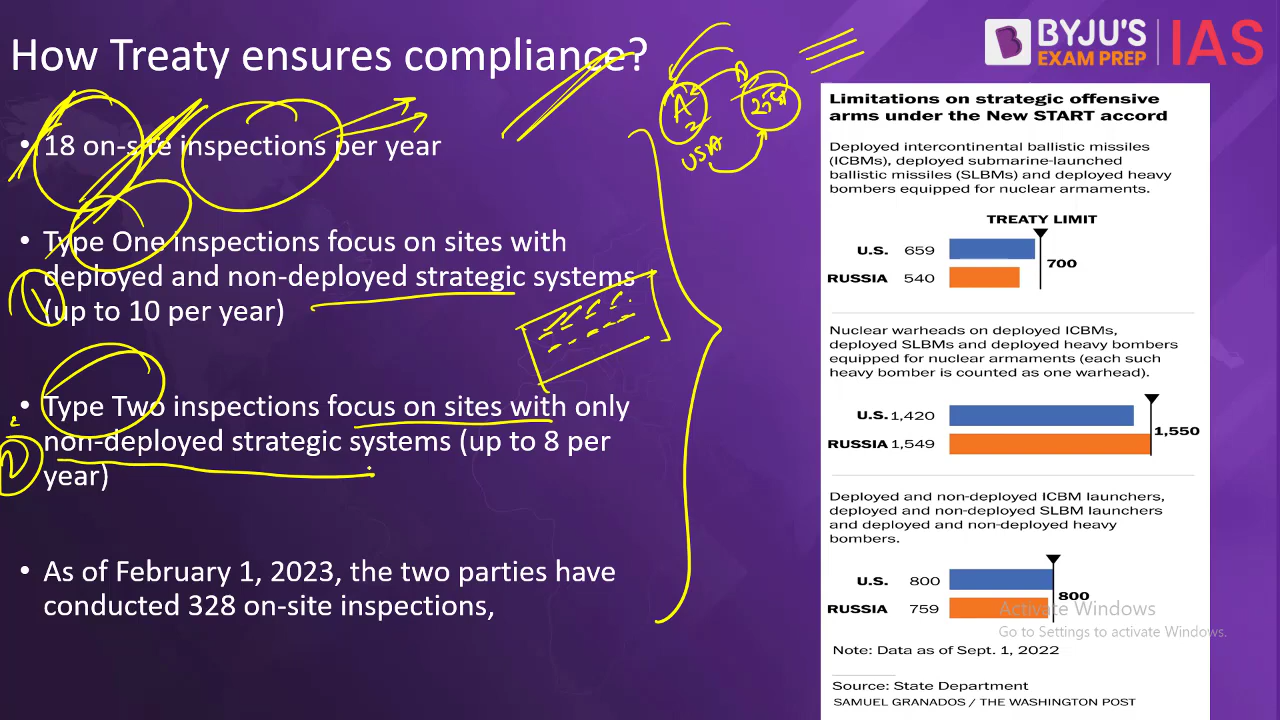 How Treaty ensures compliance?
BYJU'S
EXAM PREP
IAS
• 18 on-site inspections per year
• Type One inspections focus on sites with
deployed and non-deployed strategic systems
(up to 10 per year)
• Type Two inspections focus on sites with only
non-deployed strategic systems (up to 8 per
year)
• As of February 1, 2023, the two parties have
conducted 328 on-site inspections,
USA
Limitations on strategic offensive
arms under the New START accord
Deployed intercontinental ballistic missiles
(ICBMs), deployed submarine-launched
ballistic missiles (SLBMs) and deployed heavy
bombers equipped for nuclear armaments.
TREATY LIMIT
U.S. 659
700
RUSSIA 540
Nuclear warheads on deployed ICBMs,
deployed SLBMs and deployed heavy bombers
equipped for nuclear armaments (each such
heavy bomber is counted as one warhead).
U.S. 1,420
1,550
RUSSIA 1,549
Deployed and non-deployed ICBM launchers,
deployed and non-deployed SLBM launchers
and deployed and non-deployed heavy
bombers.
U.S. 800
800
RUSSIA 759
Activate Windows
Go to Settings to activate Windows.
Note: Data as of Sept. 1, 2022
Source: State Department
SAMUEL GRANADOS / THE WASHINGTON POST